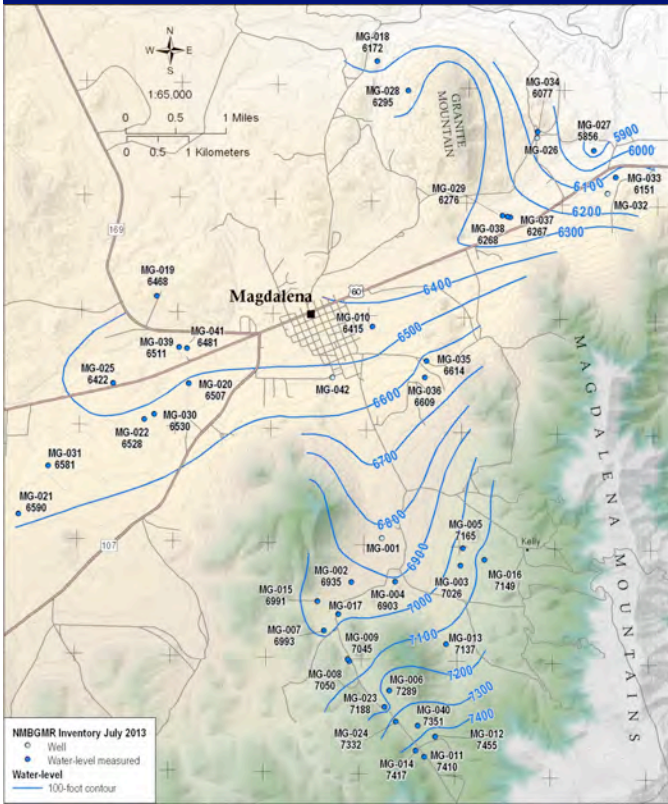 MG-018
6172
N
W E
S
MG-034
6077
MG-028
6295
GRANITE
MOUNTAIN
MG-027
5856
1:65,000
5900
0 0.5 1 Miles
6000
MG-026
0 0.5 1 Kilometers
MG-033
6151
6100
MG-029
6276
MG-032
6200
MG-037
6267
169
MG-038
6268
6300
MG-019
6468
6400
60
Magdalena
MG-010
6415
6500
MG-041
6481
MG-039
6511
MG-035
6614
MG-025
6422
MG-020
6507
MG-042
6600
MG-036
6609
MAGDALENA MOUNTAINS
MG-030
6530
MG-022
6528
6700
MG-031
6581
MG-021
6590
6800
MG-005
7165
107
MG-001
6900
Kelly
MG-002
6935
MG-004
6903
MG-003
7026
MG-016
7149
MG-015
6991
7000
MG-017
MG-007
6993
7100
MG-009
7045
MG-013
7137
MG-008
7050
MG-006
7289
7200
MG-023
7188
7300
MG-040
7351
7400
NMBGMR Inventory July 2013
Well
Water-level measured
Water-level
100-foot contour
MG-024
7332
MG-012
7455
MG-014
7417
MG-011
7410